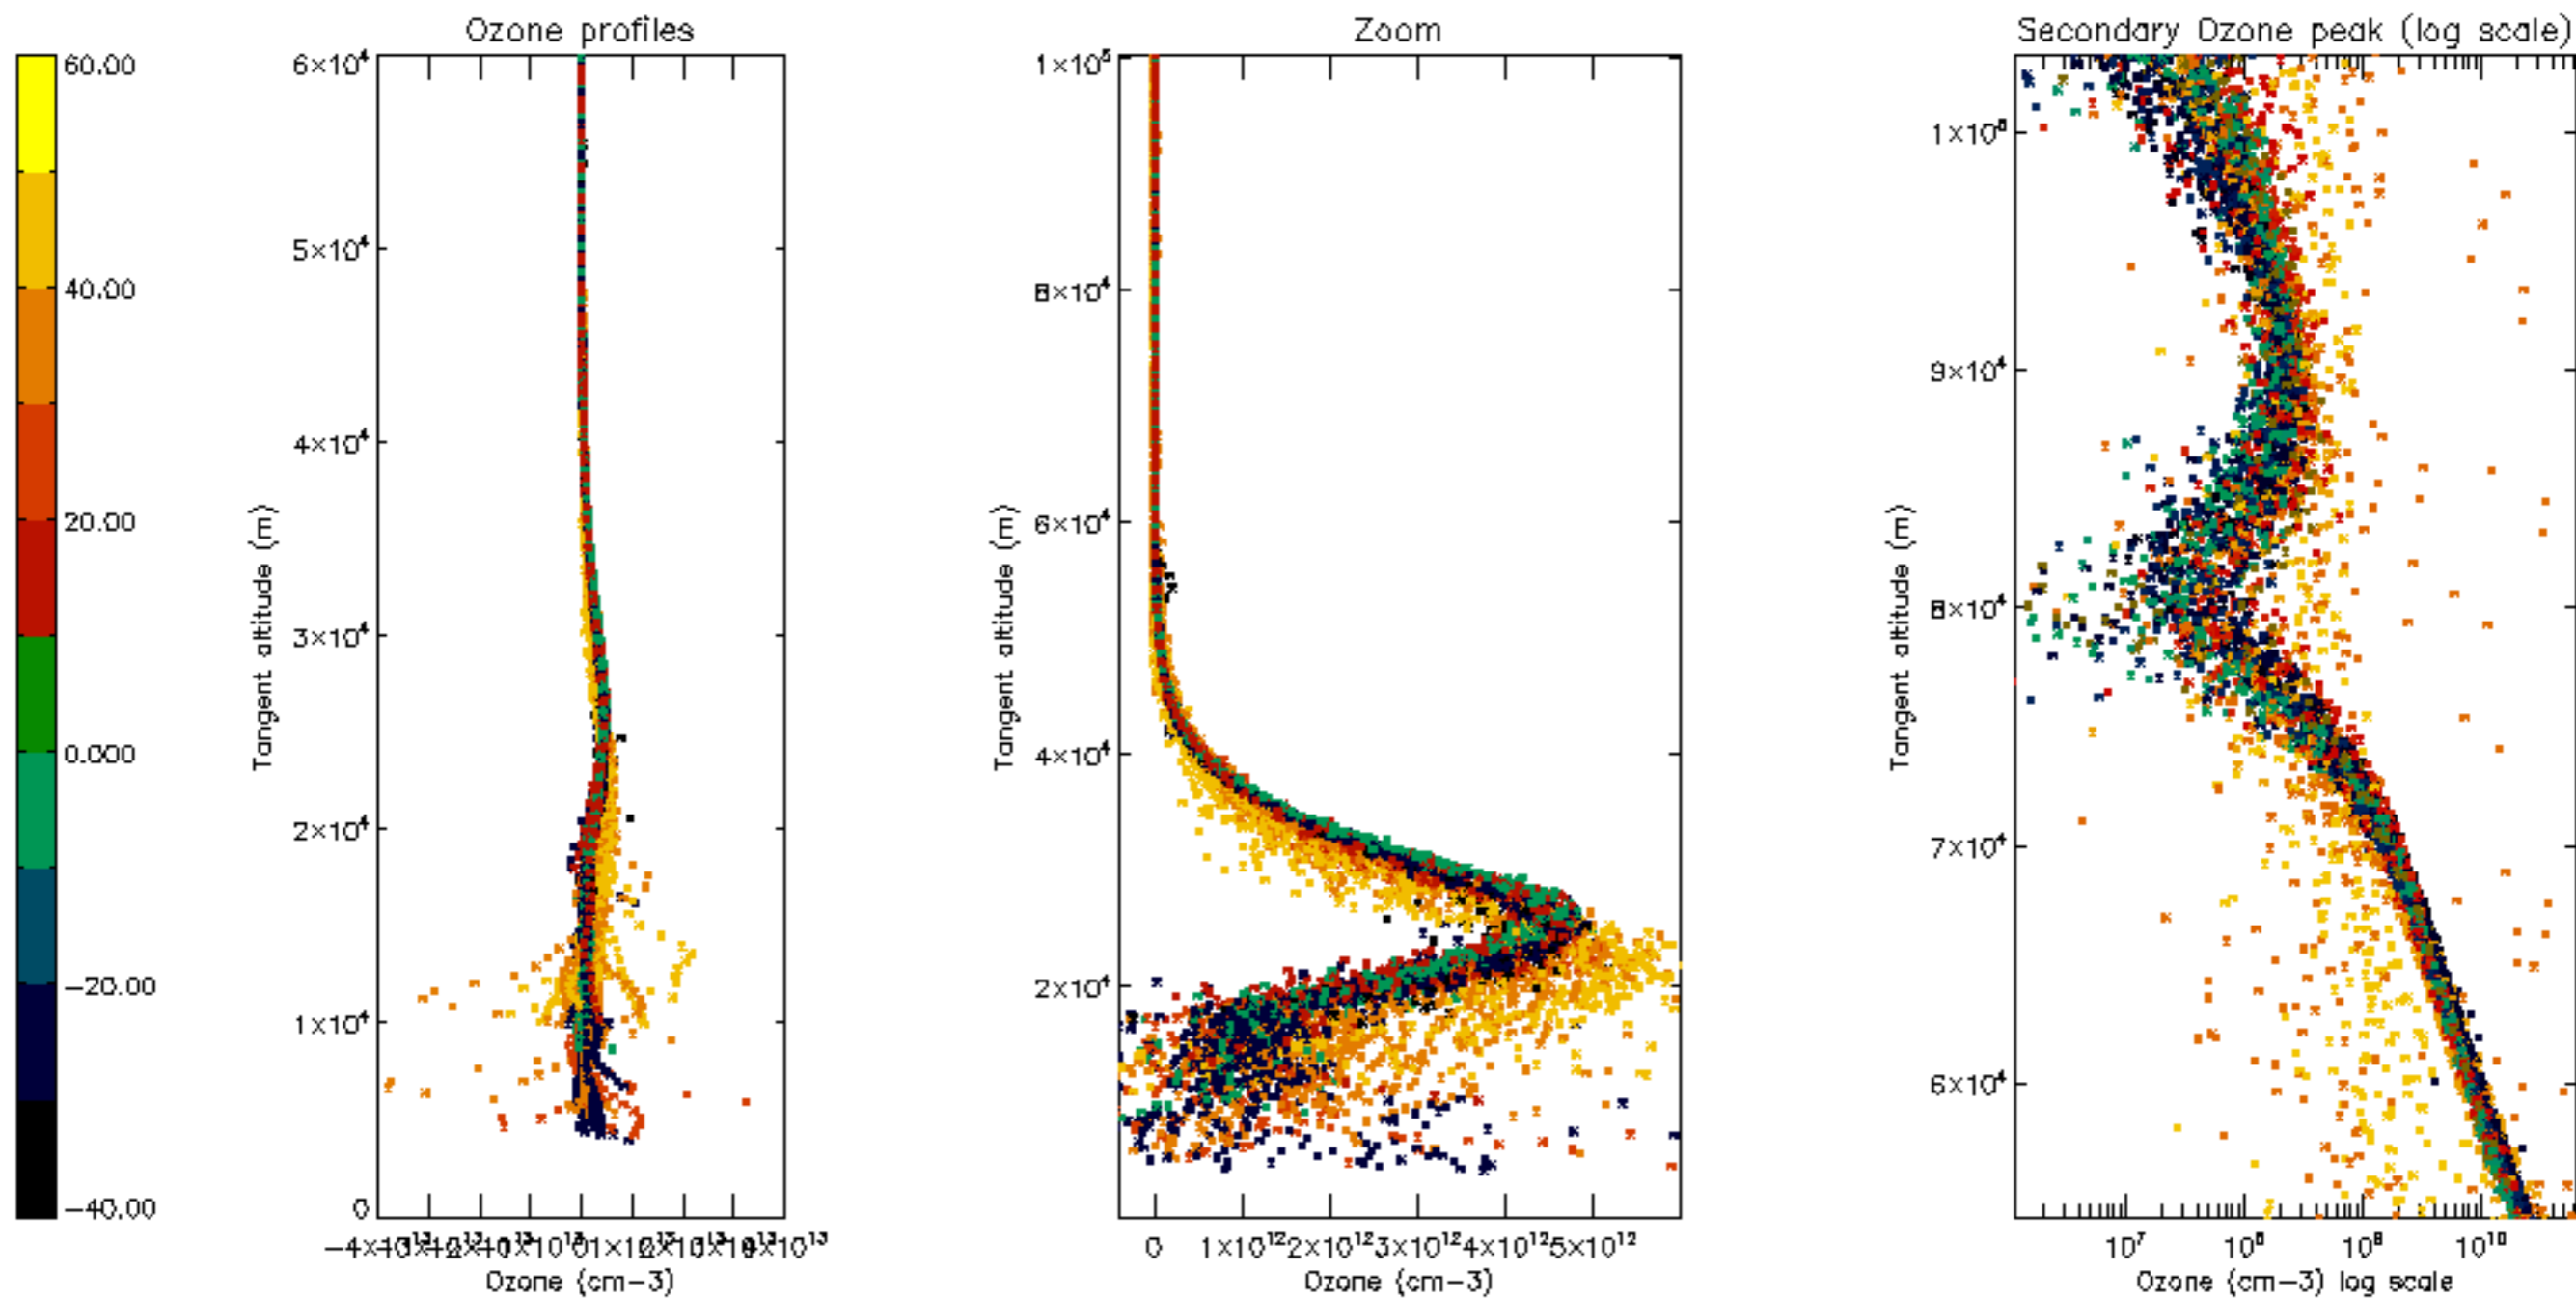 Ozone profiles
Zoom
Secondary Ozone peak (log scale)
60.00
40.00
20.00
0.000
-20.00
-40.00
6×10⁴
5×10⁴
4×10⁴
3×10⁴
2×10⁴
1×10⁴
0
Tangent altitude (m)
Ozone (cm-3)
1×10⁵
8×10⁴
6×10⁴
4×10⁴
2×10⁴
Tangent altitude (m)
0 1×10¹² 2×10¹² 3×10¹² 4×10¹² 5×10¹²
Ozone (cm-3)
9×10⁴
8×10⁴
7×10⁴
6×10⁴
Tangent altitude (m)
10⁷ 10⁸ 10⁹ 10¹⁰
Ozone (cm-3) log scale